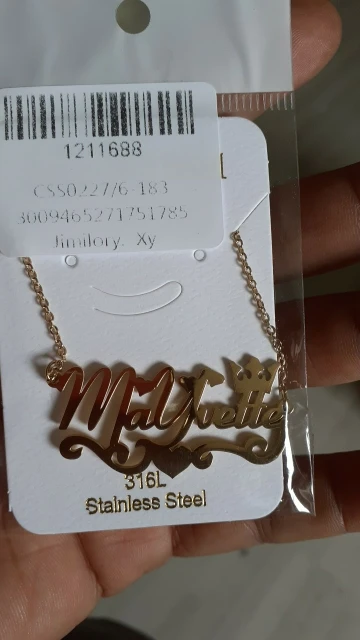 1211688
CSS0227/6-183
3009465271751785
Jimilory. Xy
MaYvette
316L
Stainless Steel